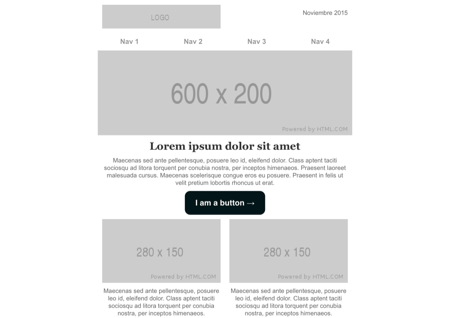 LOGO
Noviembre 2015
Nav 1 Nav 2 Nav 3 Nav 4
600 x 200
Powered by HTML.COM
Lorem ipsum dolor sit amet
Maecenas sed ante pellentesque, posuere leo id, eleifend dolor. Class aptent taciti
sociosqu ad litora torquent per conubia nostra, per inceptos himenaeos. Praesent laoreet
malesuada cursus. Maecenas scelerisque congue eros eu posuere. Praesent in felis ut
velit pretium lobortis rhoncus ut erat.
I am a button →
280 x 150
Powered by HTML.COM
280 x 150
Powered by HTML.COM
Maecenas sed ante pellentesque, posuere
leo id, eleifend dolor. Class aptent taciti
sociosqu ad litora torquent per conubia
nostra, per inceptos himenaeos.
Maecenas sed ante pellentesque, posuere
leo id, eleifend dolor. Class aptent taciti
sociosqu ad litora torquent per conubia
nostra, per inceptos himenaeos.